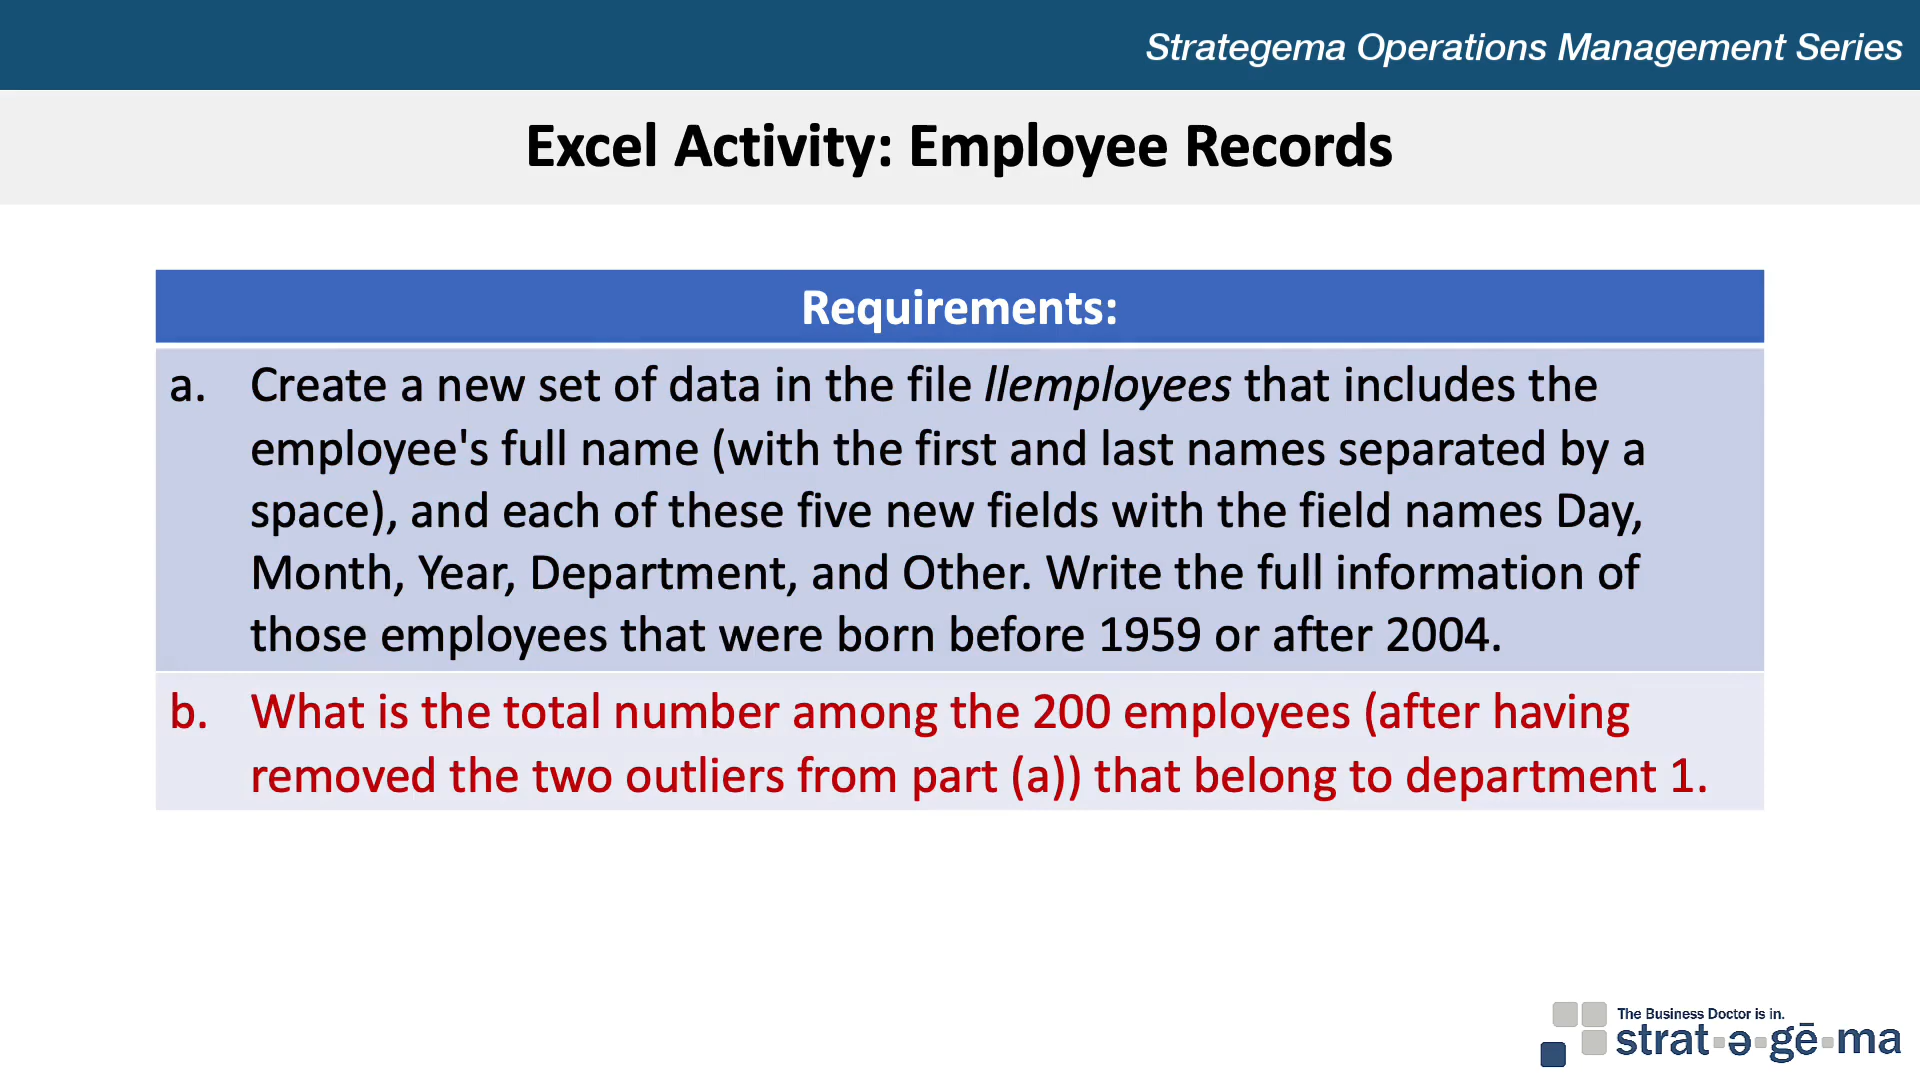 Strategema Operations Management Series
Excel Activity: Employee Records
Requirements:
a. Create a new set of data in the file llemployees that includes the
employee's full name (with the first and last names separated by a
space), and each of these five new fields with the field names Day,
Month, Year, Department, and Other. Write the full information of
those employees that were born before 1959 or after 2004.
b. What is the total number among the 200 employees (after having
removed the two outliers from part (a)) that belong to department 1.
The Business Doctor is in.
strat-ə-gē-ma